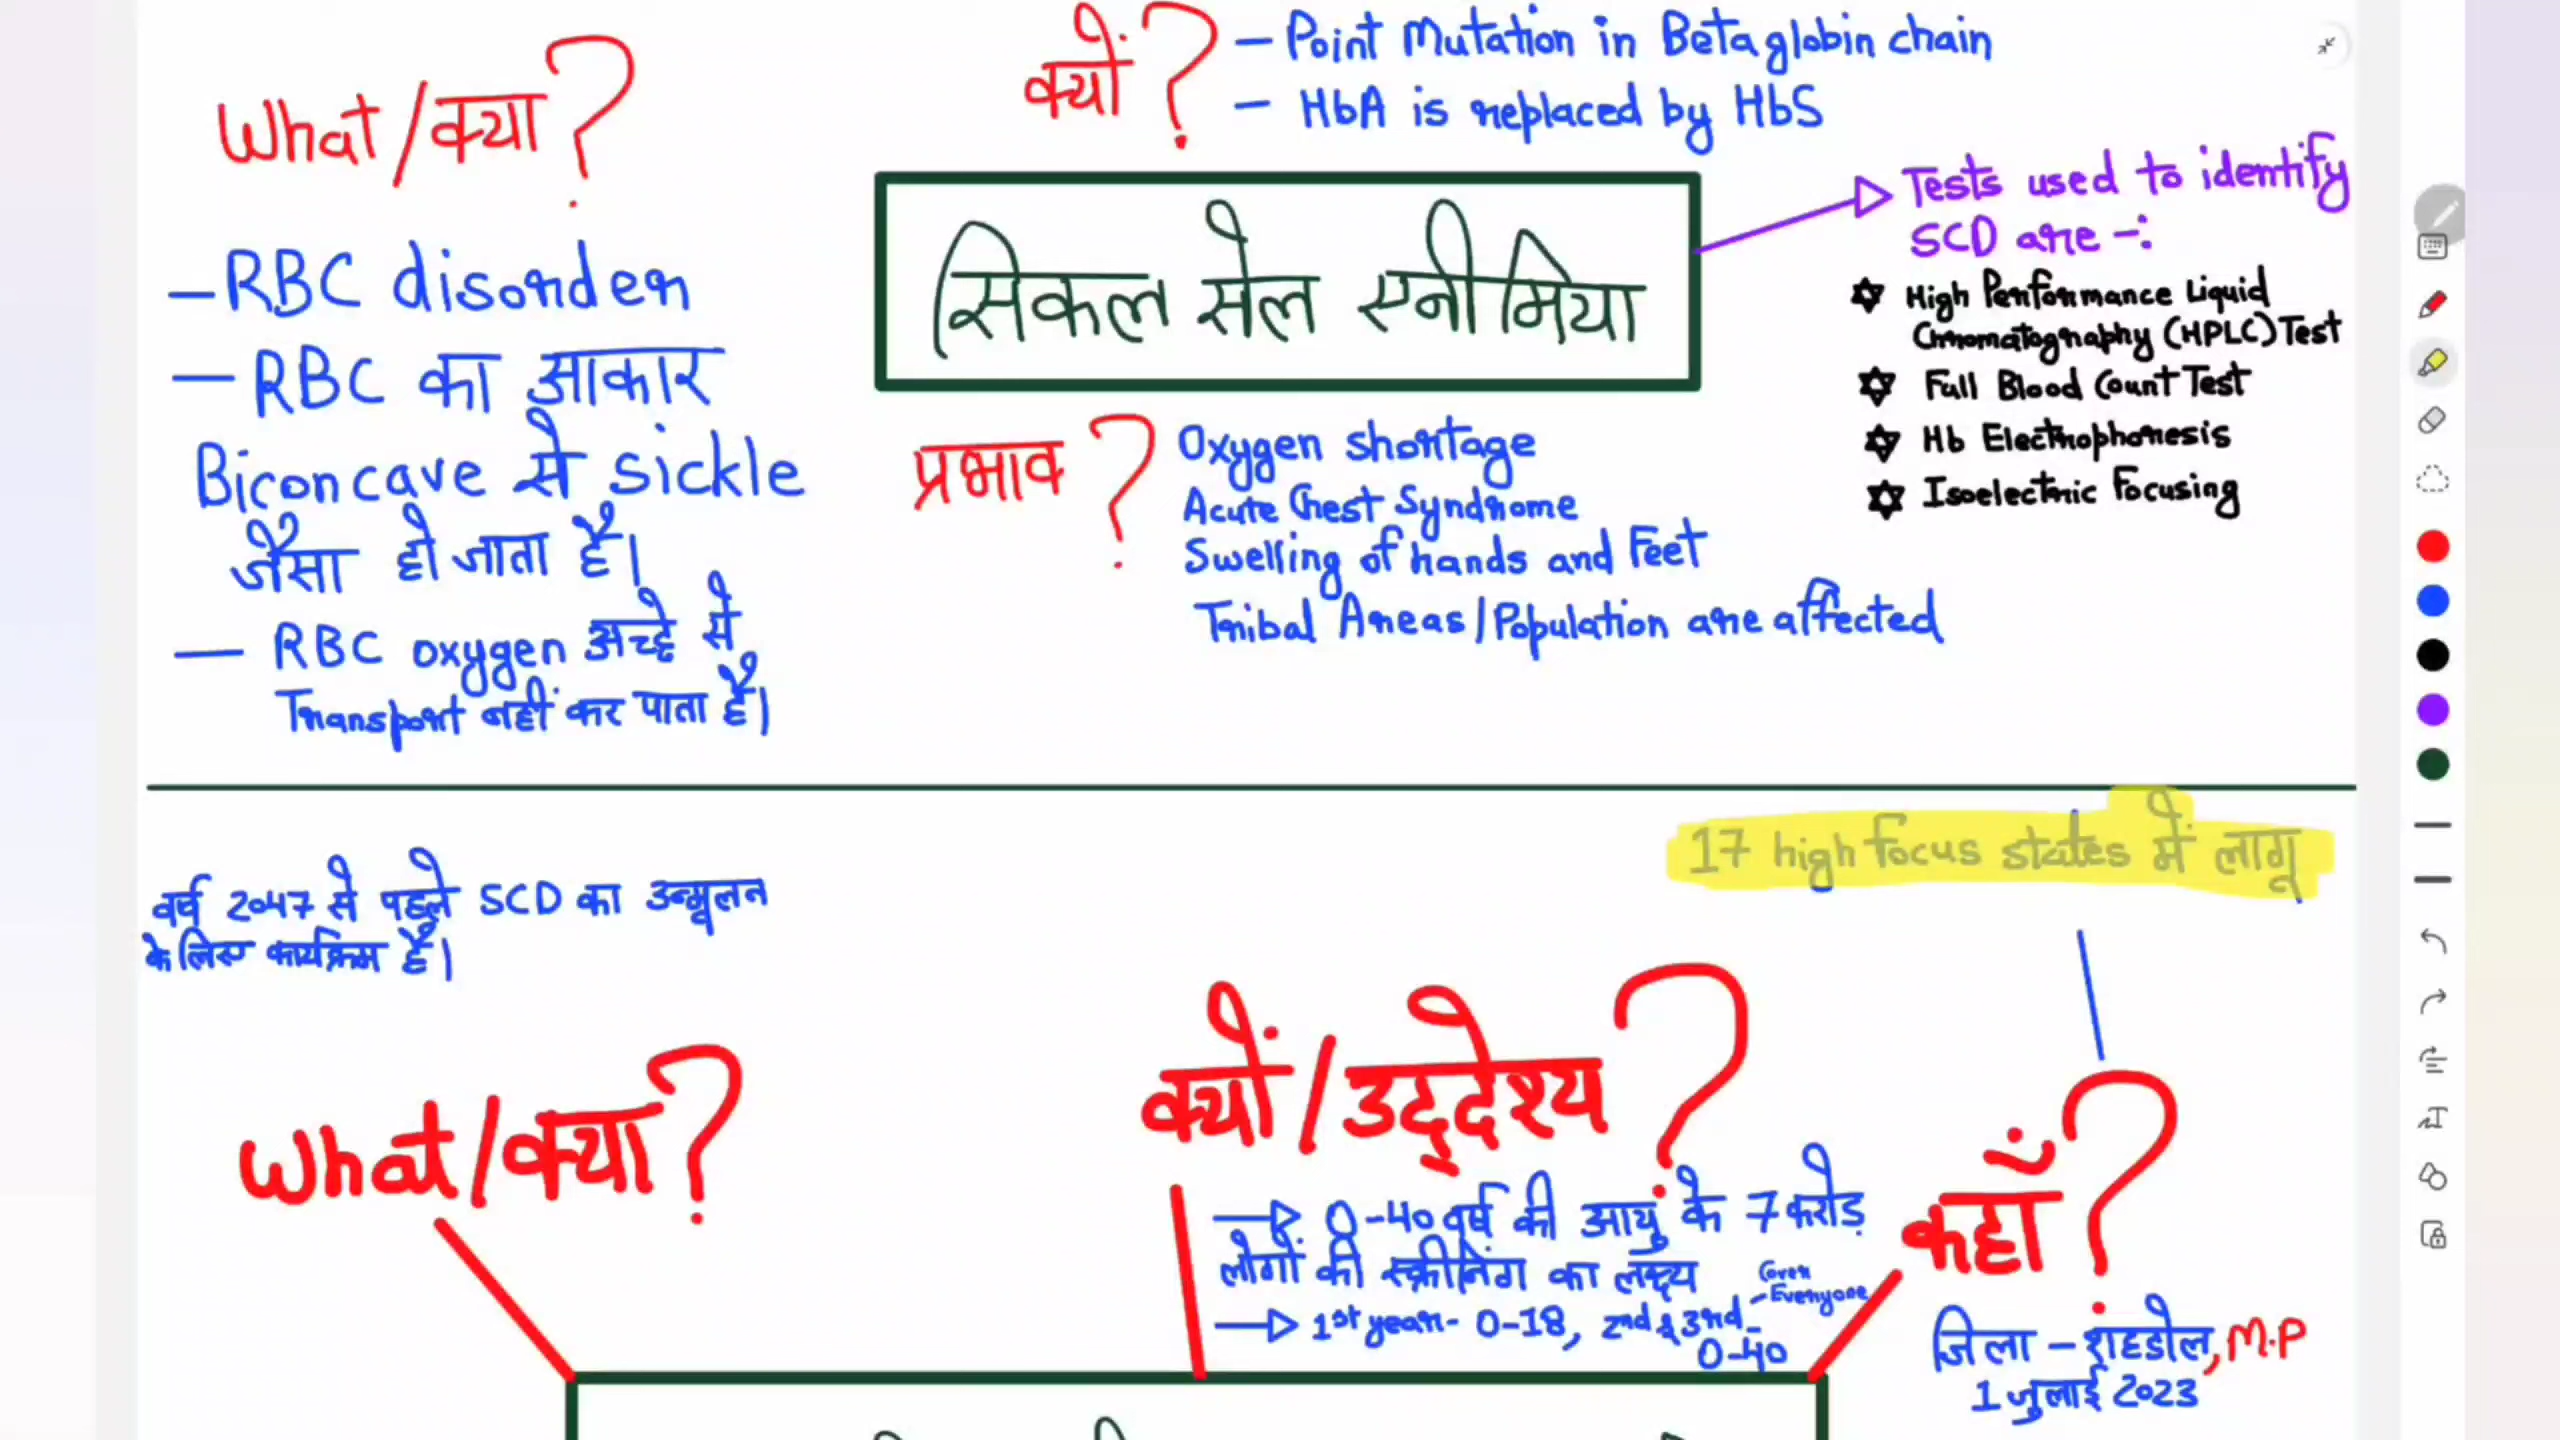 What/क्या?
– RBC disorder
– RBC का आकार
Biconcave से sickle
जैसा हो जाता है।
– RBC oxygen अच्छे से
Transport नहीं कर पाता है।
क्यों? – Point Mutation in Betaglobin chain
– HbA is replaced by HbS
सिकल सेल एनीमिया
प्रभाव? Oxygen shortage
Acute Chest Syndrome
Swelling of hands and Feet
Tribal Areas/Population are affected
Tests used to identify
SCD are –:
High Performance Liquid
Chromatography (HPLC) Test
Full Blood Count Test
Hb Electrophoresis
Isoelectric Focusing
17 high focus states में लागू
वर्ष 2047 से पहले SCD का उन्मूलन
के लिए कार्यक्रम है।
What/क्या?
क्यों/उद्देश्य?
→ 0-40 वर्ष की आयु के 7 करोड़
लोगों की स्क्रीनिंग का लक्ष्य
→ 1st year- 0-18, 2nd & 3rd –
0-40
– Cover
Everyone
कहाँ?
जिला – शहडोल, M.P
1 जुलाई 2023